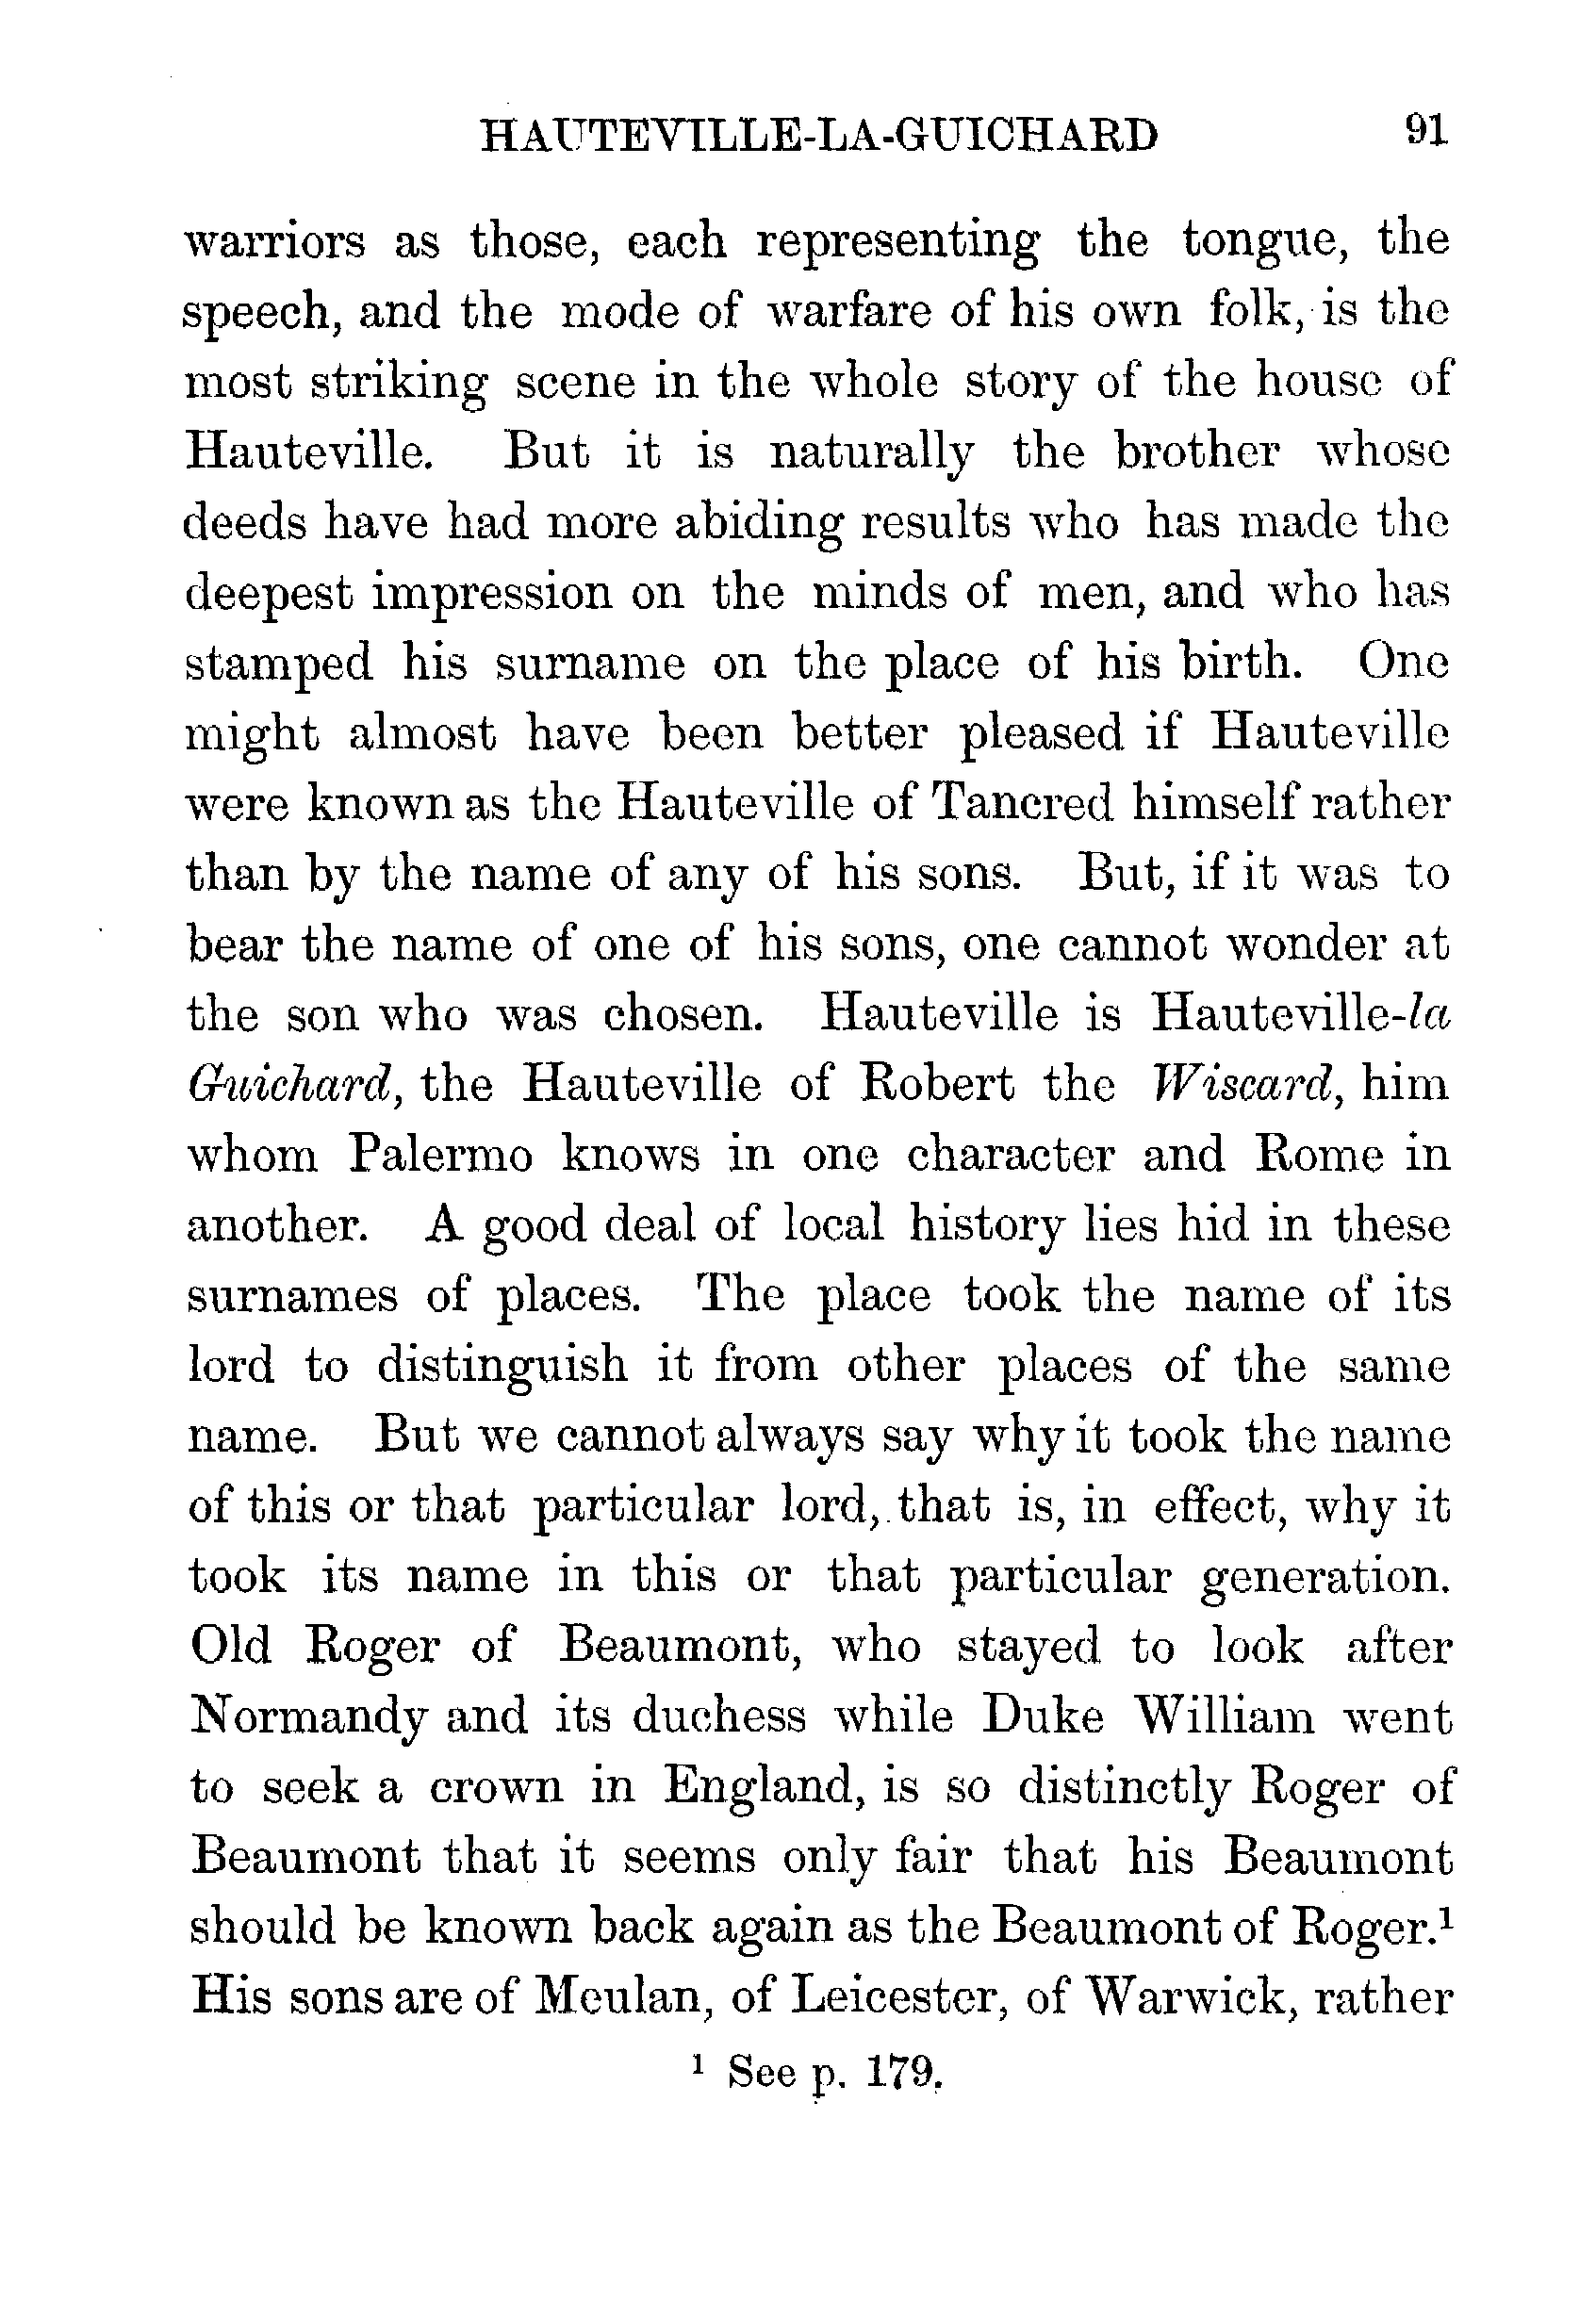 HAUTEVILLE-LA-GUICHARD 91
warriors as those, each representing the tongue, the
speech, and the mode of warfare of his own folk, is the
most striking scene in the whole story of the house of
Hauteville. But it is naturally the brother whose
deeds have had more abiding results who has made the
deepest impression on the minds of men, and who has
stamped his surname on the place of his birth. One
might almost have been better pleased if Hauteville
were known as the Hauteville of Tancred himself rather
than by the name of any of his sons. But, if it was to
bear the name of one of his sons, one cannot wonder at
the son who was chosen. Hauteville is Hauteville-la
Guichard, the Hauteville of Robert the Wiscard, him
whom Palermo knows in one character and Rome in
another. A good deal of local history lies hid in these
surnames of places. The place took the name of its
lord to distinguish it from other places of the same
name. But we cannot always say why it took the name
of this or that particular lord, that is, in effect, why it
took its name in this or that particular generation.
Old Roger of Beaumont, who stayed to look after
Normandy and its duchess while Duke William went
to seek a crown in England, is so distinctly Roger of
Beaumont that it seems only fair that his Beaumont
should be known back again as the Beaumont of Roger.¹
His sons are of Meulan, of Leicester, of Warwick, rather
¹ See p. 179.